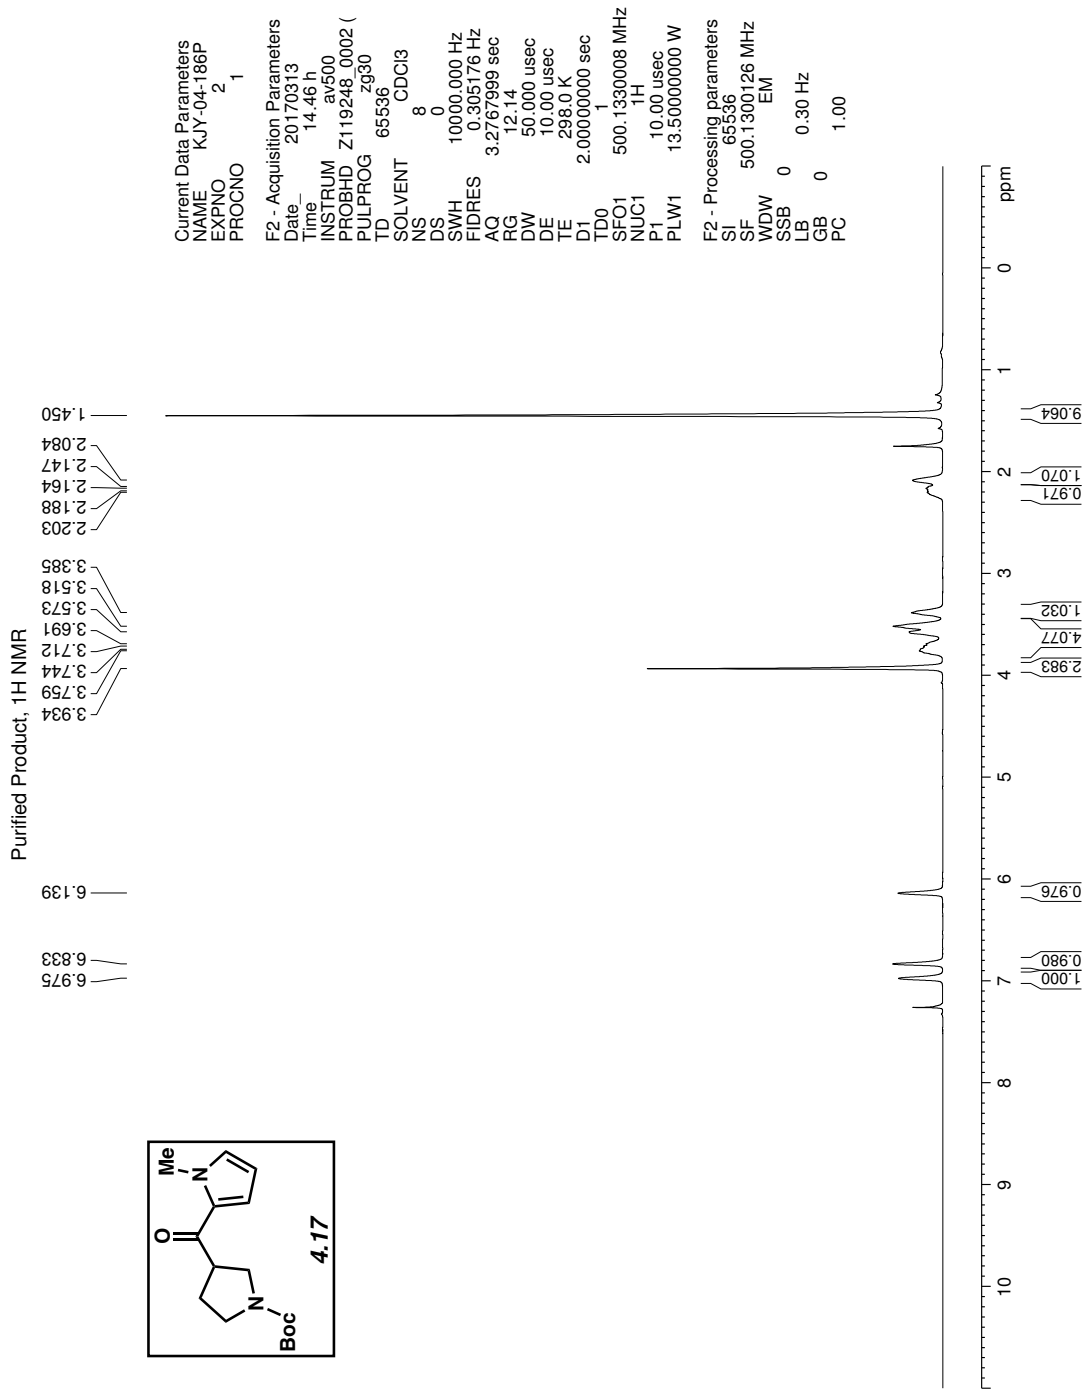 Purified Product, 1H NMR
6.975
6.833
6.139
3.934
3.759
3.744
3.712
3.691
3.573
3.518
3.385
2.203
2.188
2.164
2.147
2.084
1.450
Current Data Parameters
NAME KJY-04-186P
EXPNO 2
PROCNO 1
F2 - Acquisition Parameters
Date_ 20170313
Time 14.46 h
INSTRUM av500
PROBHD Z119248_0002 (
PULPROG zg30
TD 65536
SOLVENT CDCl3
NS 8
DS 0
SWH 10000.000 Hz
FIDRES 0.305176 Hz
AQ 3.2767999 sec
RG 12.14
DW 50.000 usec
DE 10.00 usec
TE 298.0 K
D1 2.00000000 sec
TD0 1
SFO1 500.1330008 MHz
NUC1 1H
P1 10.00 usec
PLW1 13.50000000 W
F2 - Processing parameters
SI 65536
SF 500.1300126 MHz
WDW EM
SSB 0
LB 0.30 Hz
GB 0
PC 1.00
O
Me
N
N
Boc
4.17
10 9 8 7 6 5 4 3 2 1 0 ppm
1.000
0.980
0.976
2.983
4.077
1.032
0.971
1.070
9.064